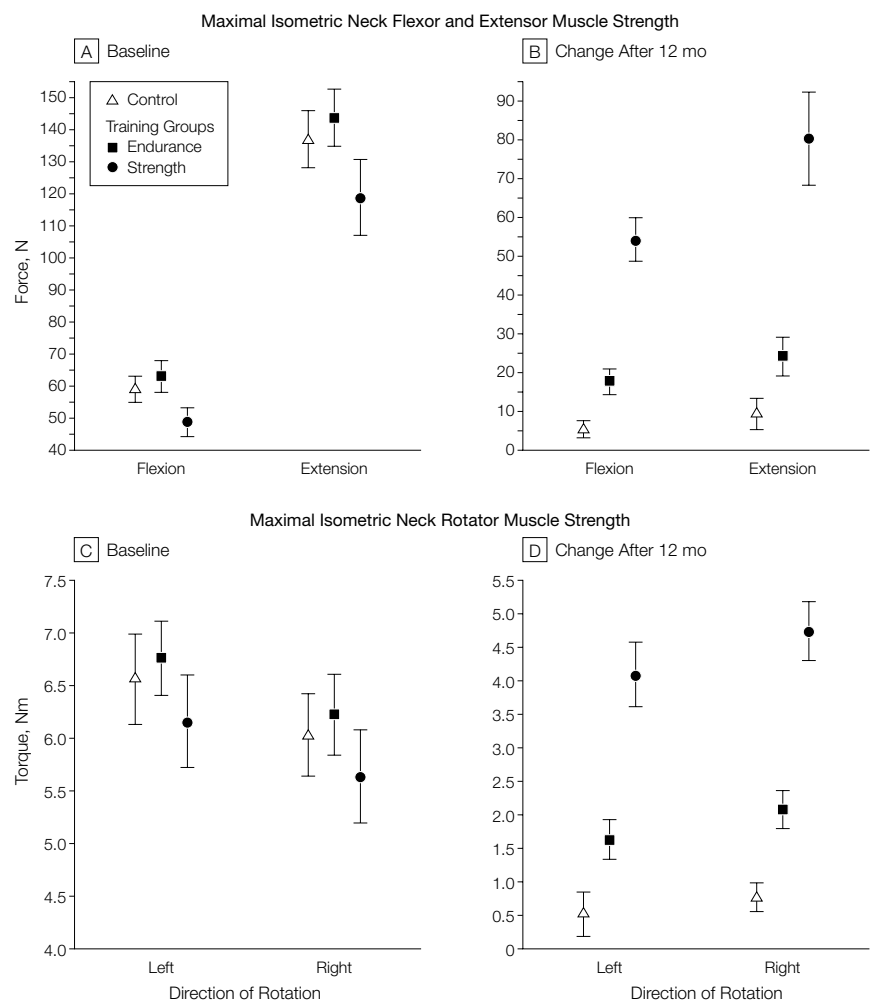 Maximal Isometric Neck Flexor and Extensor Muscle Strength
A Baseline
B Change After 12 mo
150
140
130
120
110
100
90
80
70
60
50
40
Force, N
Control
Training Groups
Endurance
Strength
Flexion
Extension
90
80
70
60
50
40
30
20
10
0
Flexion
Extension
Maximal Isometric Neck Rotator Muscle Strength
C Baseline
D Change After 12 mo
7.5
7.0
6.5
6.0
5.5
5.0
4.5
4.0
Torque, Nm
Left
Right
Direction of Rotation
5.5
5.0
4.5
4.0
3.5
3.0
2.5
2.0
1.5
1.0
0.5
0
Left
Right
Direction of Rotation